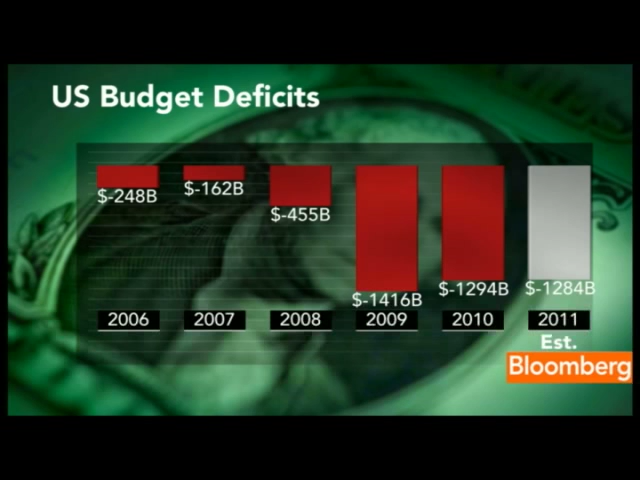 US Budget Deficits
$-248B
$-162B
$-455B
$-1416B
$-1294B
$-1284B
2006 2007 2008 2009 2010 2011
Est.
Bloomberg